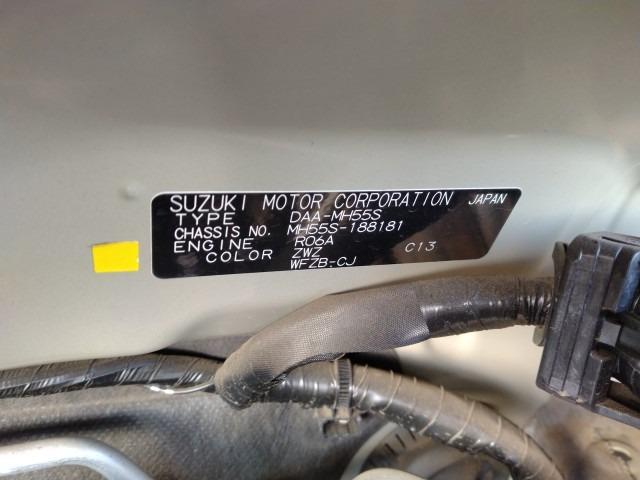 SUZUKI MOTOR CORPORATION JAPAN
TYPE DAA-MH55S
CHASSIS NO. MH55S-188181
ENGINE R06A C13
COLOR ZWZ
WFZB-CJ